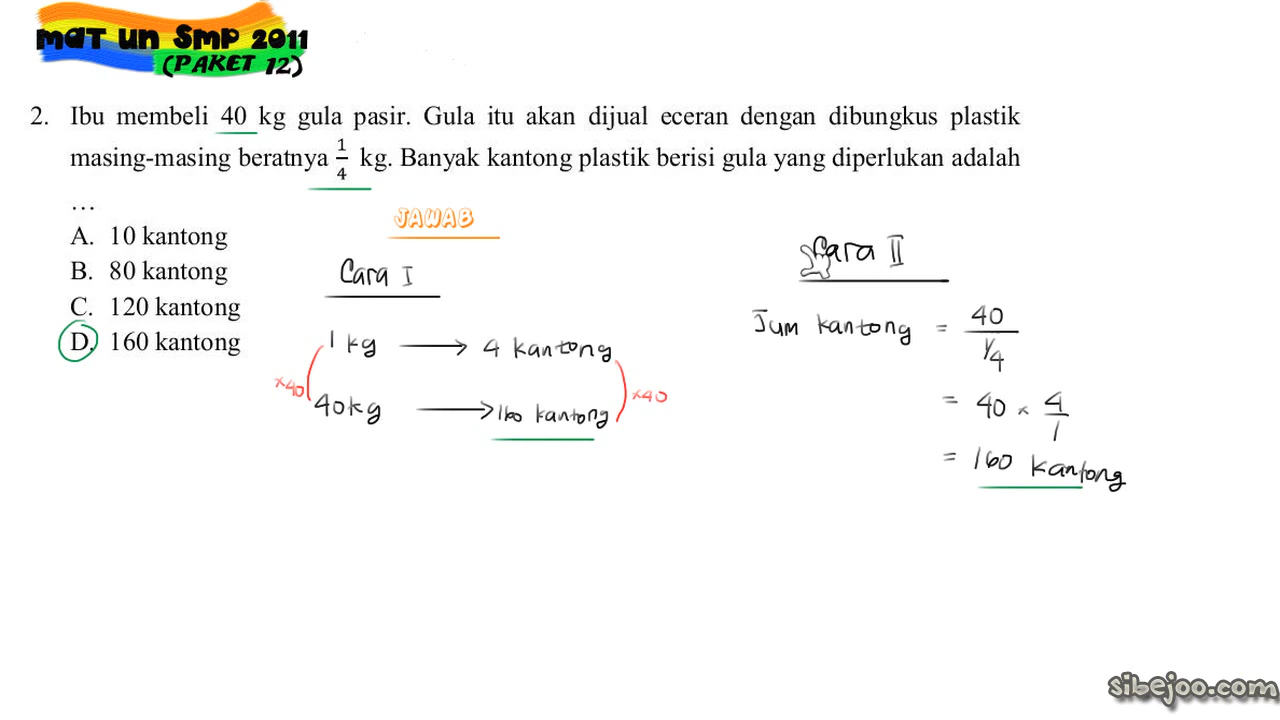 MAT UN SMP 2011
(PAKET 12)
2. Ibu membeli 40 kg gula pasir. Gula itu akan dijual eceran dengan dibungkus plastik
masing-masing beratnya 1/4 kg. Banyak kantong plastik berisi gula yang diperlukan adalah
…
A. 10 kantong
B. 80 kantong
C. 120 kantong
D. 160 kantong
JAWAB
Cara I
1 kg → 4 kantong
×40 ×40
40 kg → 160 kantong
Cara II
Jum kantong = 40 / 1/4
= 40 × 4/1
= 160 kantong
sibejoo.com